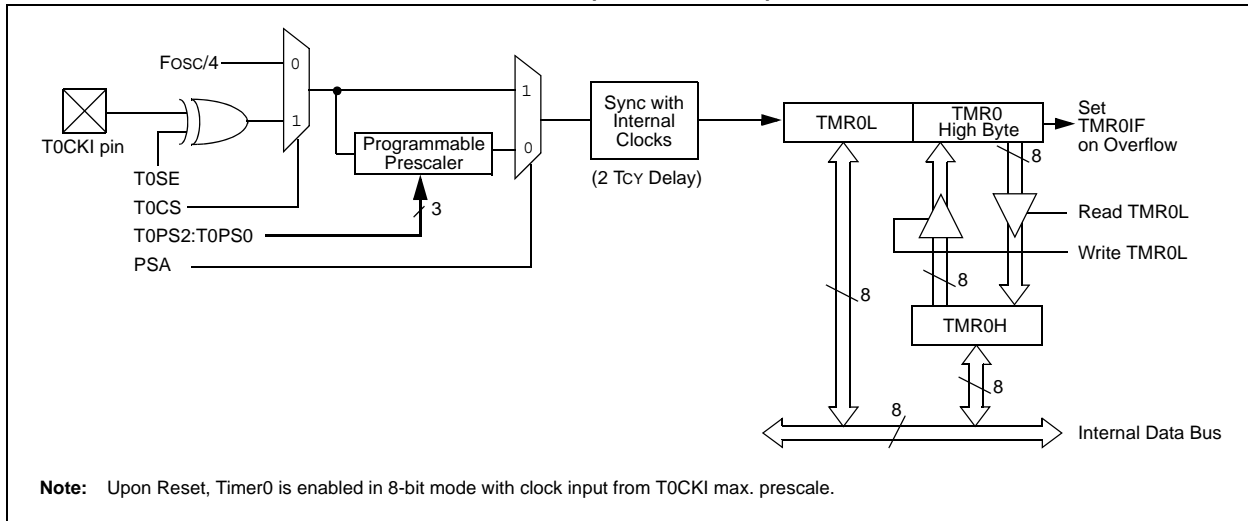 FOSC/4
0
1
T0CKI pin
T0SE
T0CS
T0PS2:T0PS0
PSA
Programmable
Prescaler
3
1
0
Sync with
Internal
Clocks
(2 TCY Delay)
TMR0L
TMR0
High Byte
Set
TMR0IF
on Overflow
8
Read TMR0L
Write TMR0L
8
8
TMR0H
8
8
Internal Data Bus
Note: Upon Reset, Timer0 is enabled in 8-bit mode with clock input from T0CKI max. prescale.